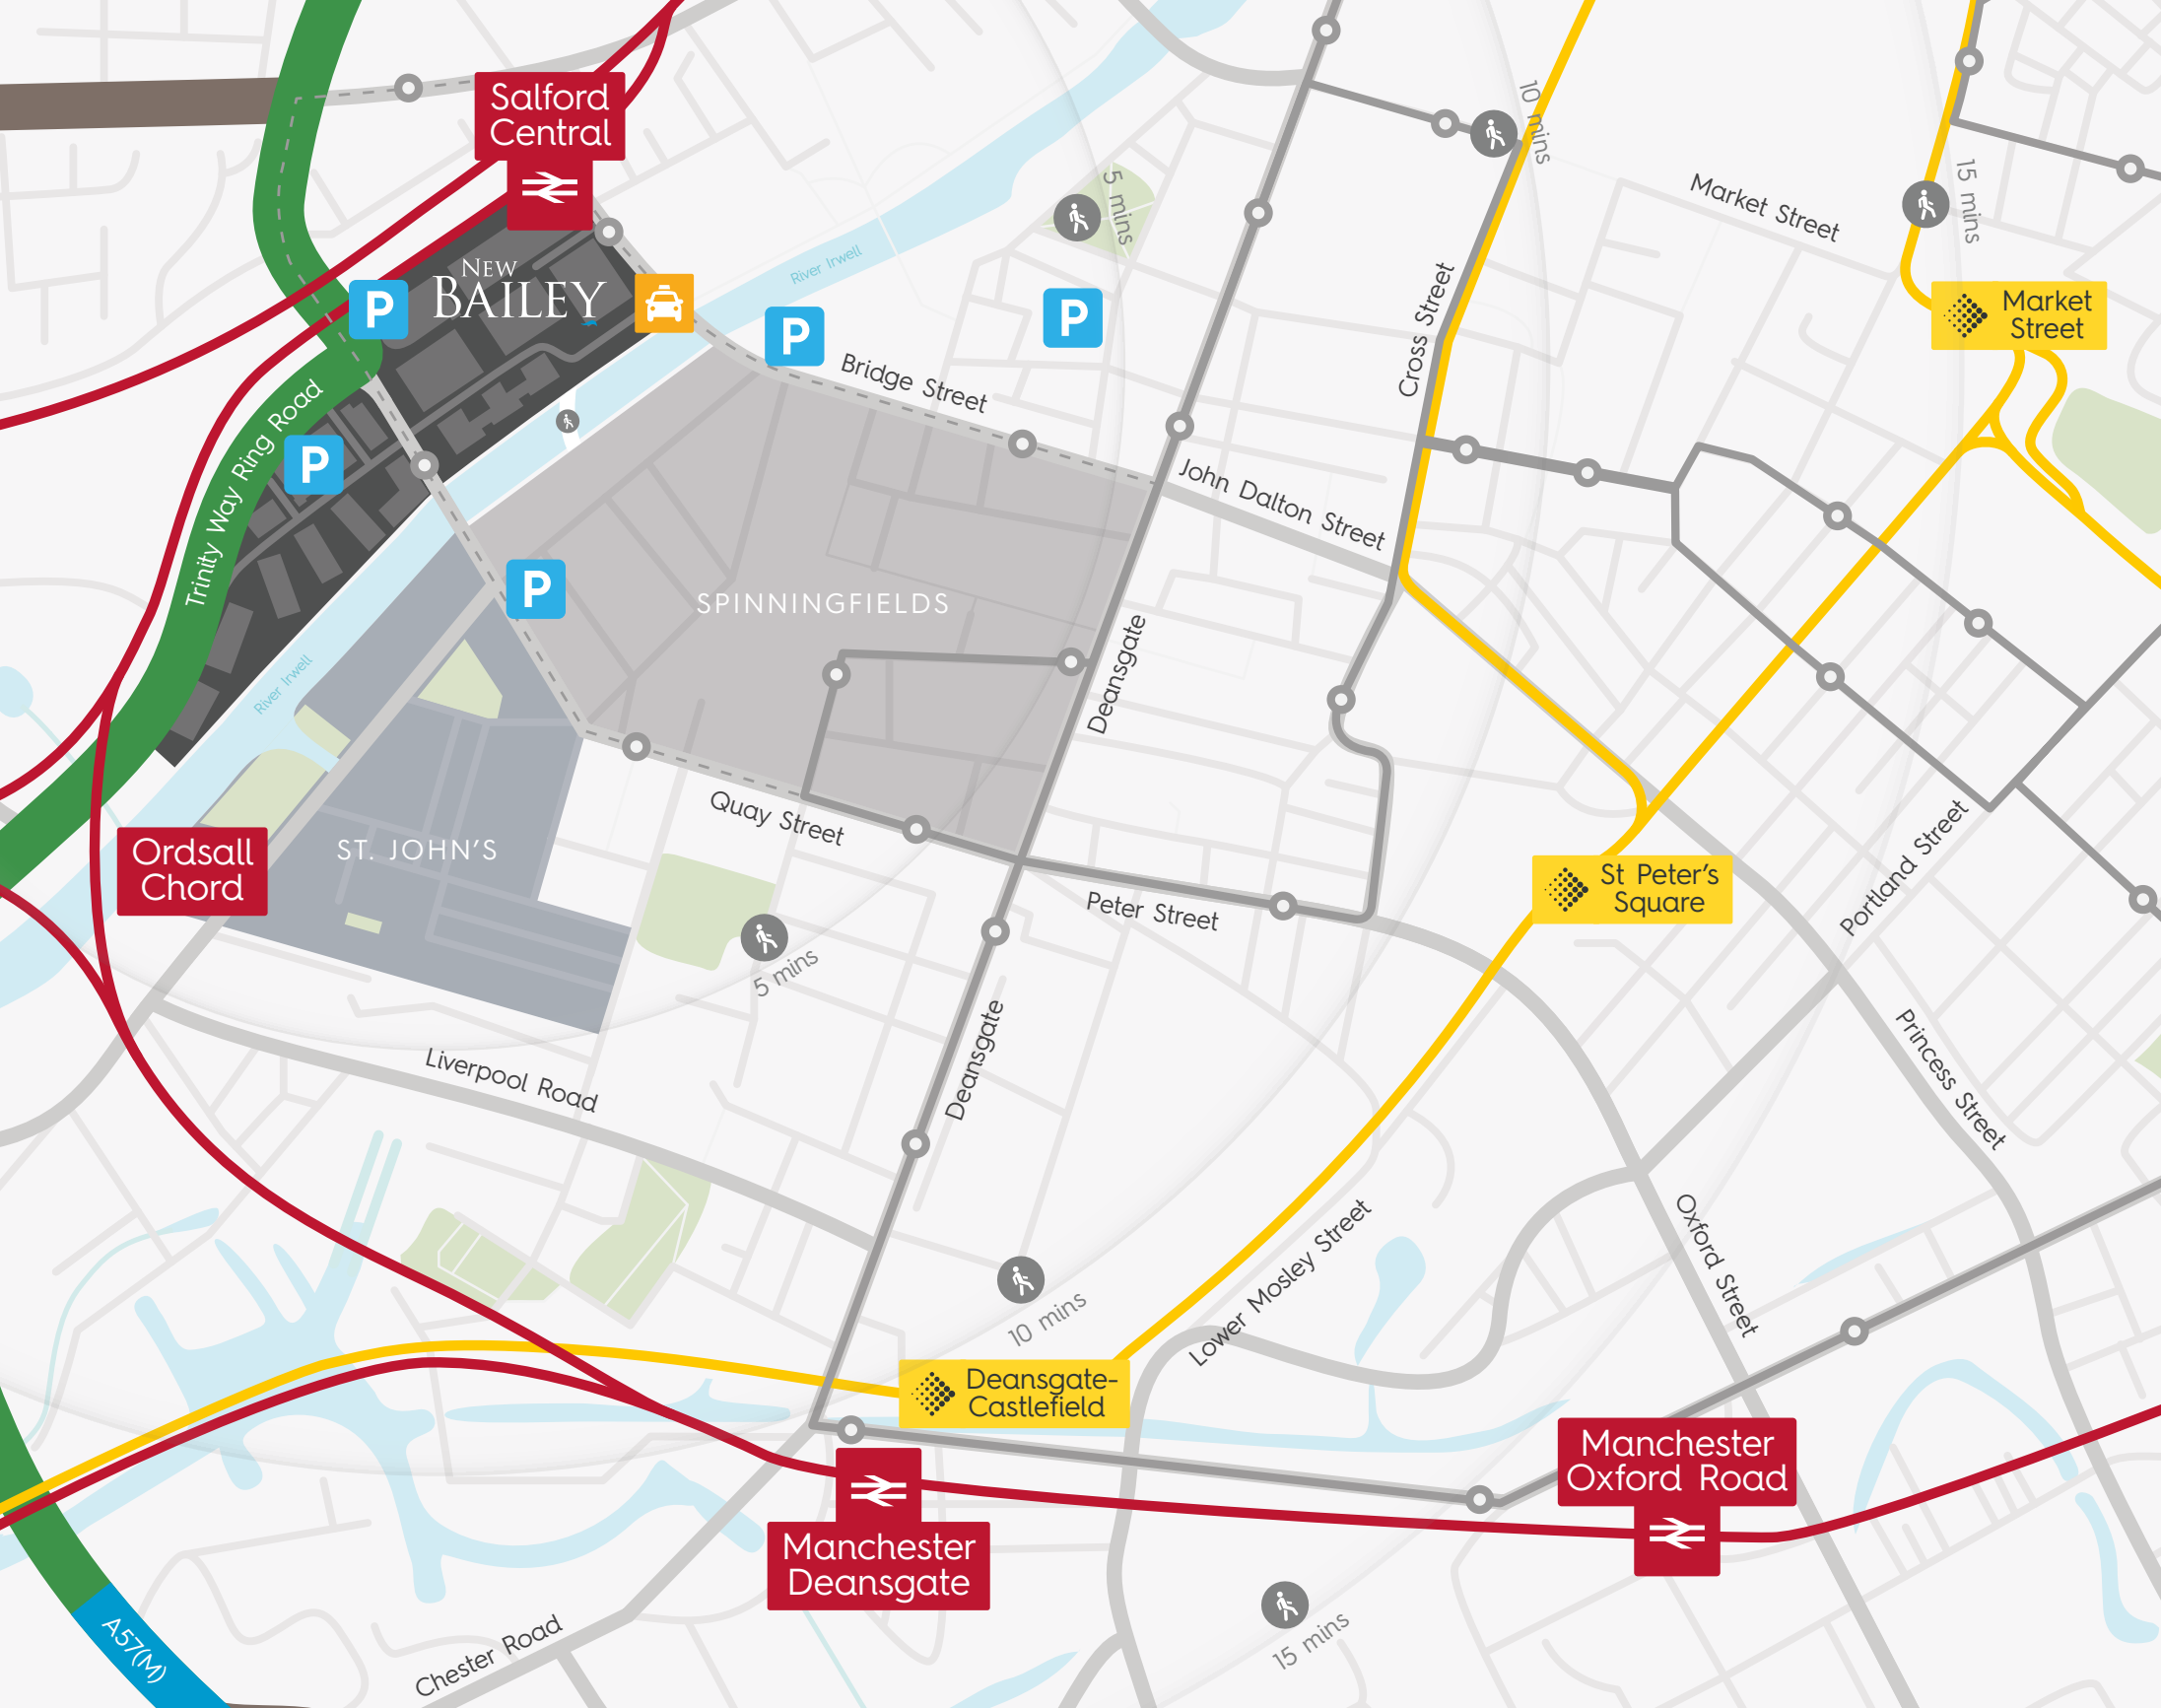 Salford
Central
10 mins
5 mins
15 mins
Market Street
River Irwell
NEW
BAILEY
P
P
P
Market
Street
Cross Street
Bridge Street
Trinity Way Ring Road
P
John Dalton Street
P
SPINNINGFIELDS
Deansgate
River Irwell
Quay Street
ST. JOHN'S
Ordsall
Chord
St Peter's
Square
Portland Street
Peter Street
5 mins
Deansgate
Liverpool Road
Princess Street
Oxford Street
Lower Mosley Street
10 mins
Deansgate-
Castlefield
Manchester
Oxford Road
Manchester
Deansgate
A57(M)
Chester Road
15 mins